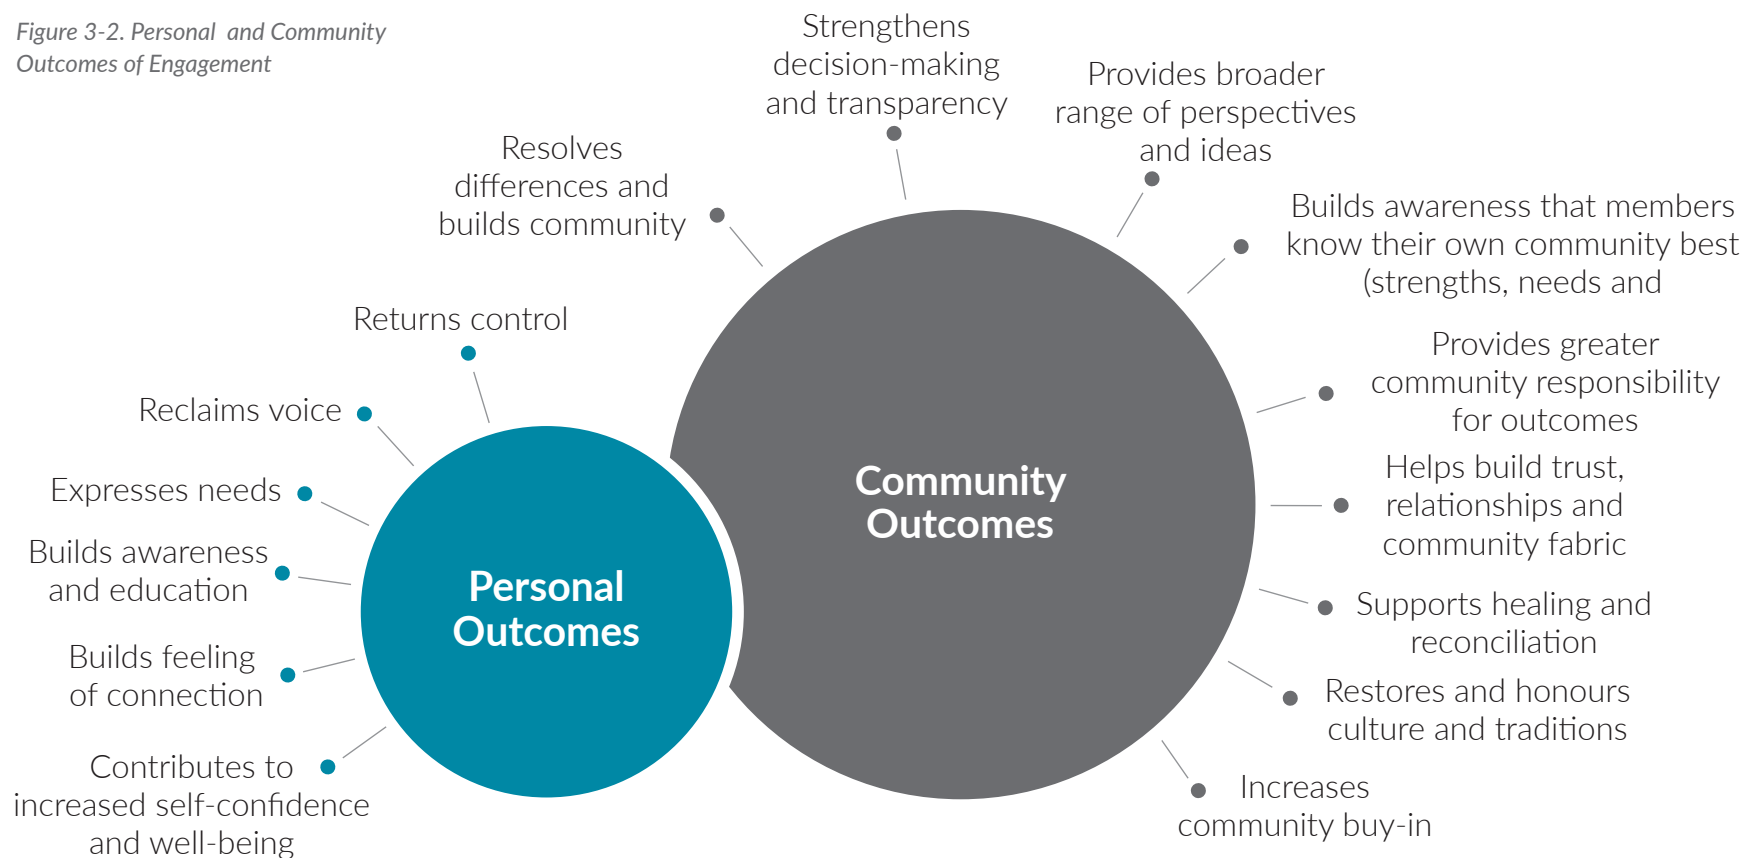 Figure 3-2. Personal and Community
Outcomes of Engagement
Strengthens
decision-making
and transparency
Provides broader
range of perspectives
and ideas
Resolves
differences and
builds community
Builds awareness that members
know their own community best
(strengths, needs and
Returns control
Provides greater
community responsibility
for outcomes
Reclaims voice
Helps build trust,
relationships and
community fabric
Expresses needs
Community
Outcomes
Builds awareness
and education
Personal
Outcomes
Supports healing and
reconciliation
Builds feeling
of connection
Restores and honours
culture and traditions
Contributes to
increased self-confidence
and well-being
Increases
community buy-in